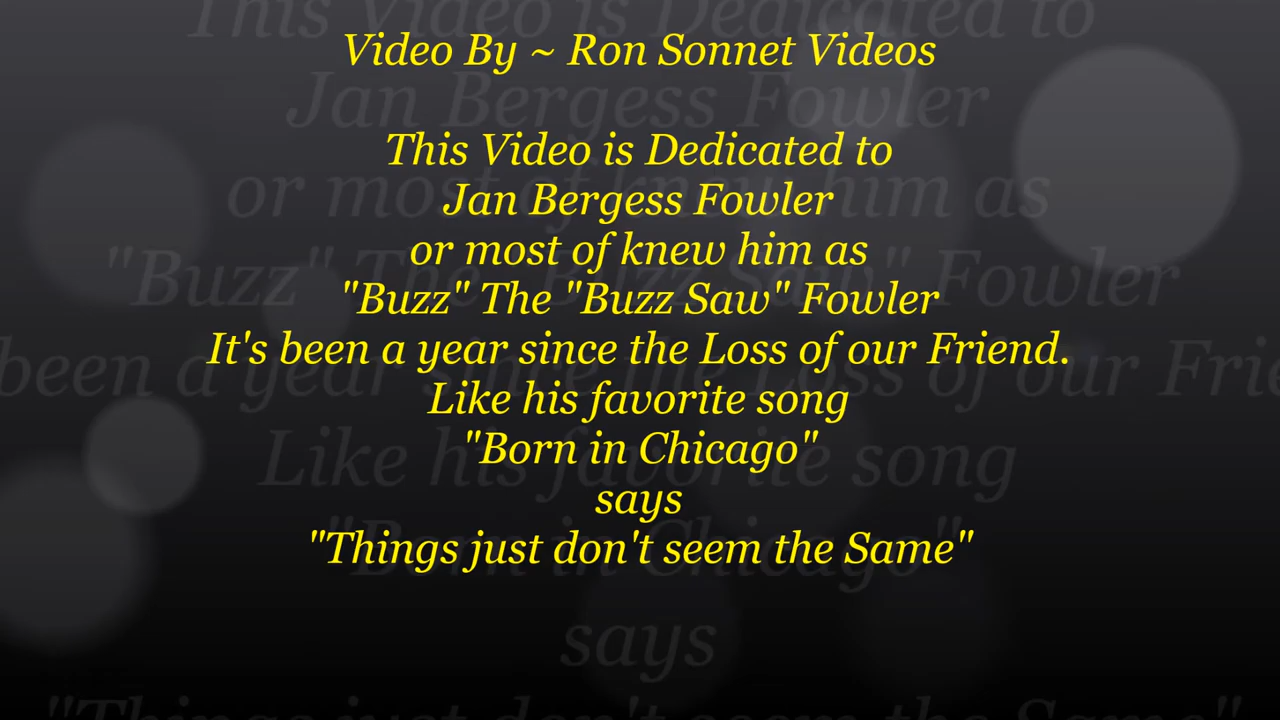 Video By ~ Ron Sonnet Videos
This Video is Dedicated to
Jan Bergess Fowler
or most of knew him as
"Buzz" The "Buzz Saw" Fowler
It's been a year since the Loss of our Friend.
Like his favorite song
"Born in Chicago"
says
"Things just don't seem the Same"